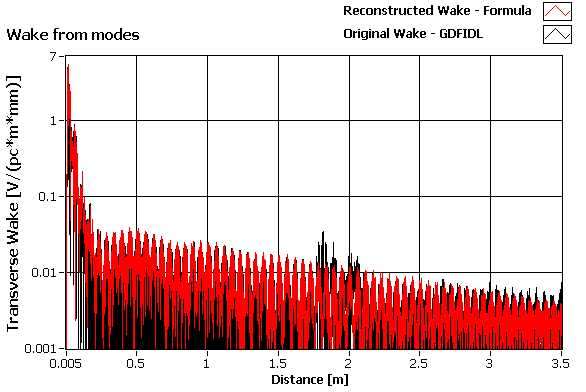 Reconstructed Wake - Formula
Original Wake - GDFIDL
Wake from modes
Transverse Wake [V/(pc*m*mm)]
7
1
0.1
0.01
0.001
0.005 0.5 1 1.5 2 2.5 3 3.5
Distance [m]